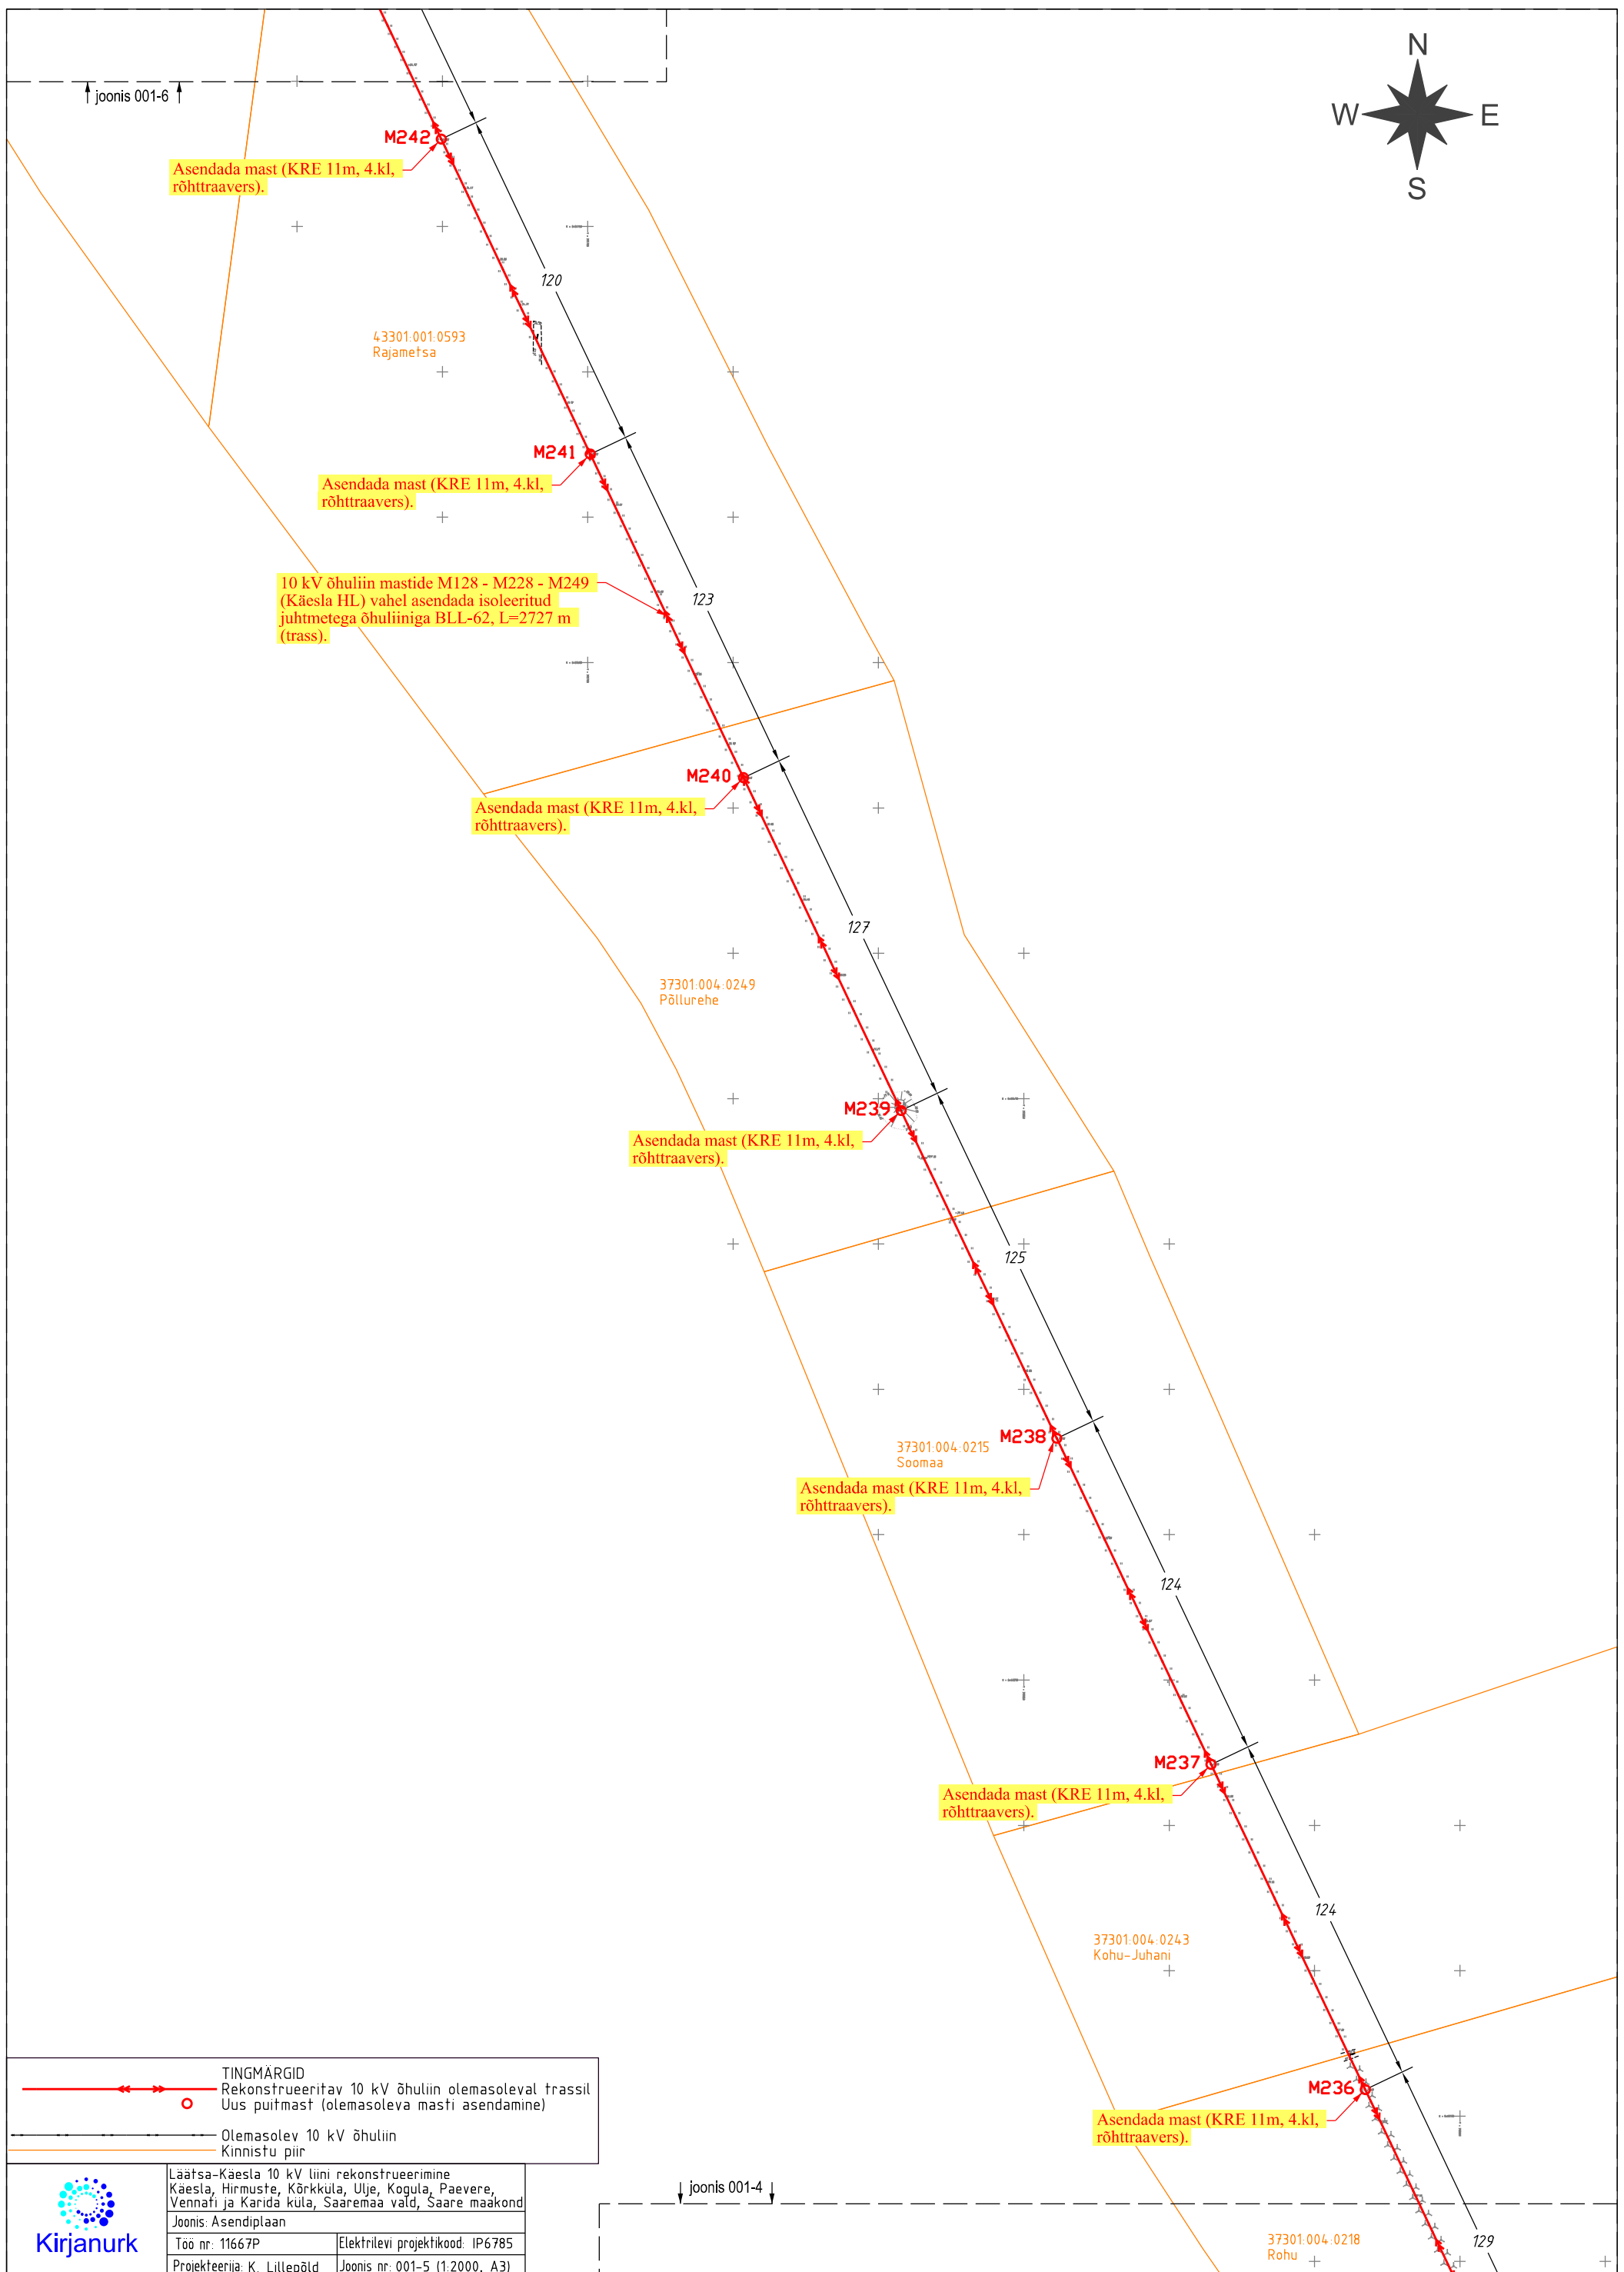 N
W E
S
joonis 001-6
M242
Asendada mast (KRE 11m, 4.kl,
rõhttraavers).
120
43301:001:0593
Rajametsa
M241
Asendada mast (KRE 11m, 4.kl,
rõhttraavers).
10 kV õhuliin mastide M128 - M228 - M249
(Käesla HL) vahel asendada isoleeritud
juhtmetega õhuliiniga BLL-62, L=2727 m
(trass).
123
M240
Asendada mast (KRE 11m, 4.kl,
rõhttraavers).
127
37301:004:0249
Põllurehe
M239
Asendada mast (KRE 11m, 4.kl,
rõhttraavers).
125
M238
37301:004:0215
Soomaa
Asendada mast (KRE 11m, 4.kl,
rõhttraavers).
124
M237
Asendada mast (KRE 11m, 4.kl,
rõhttraavers).
124
37301:004:0243
Kohu-Juhani
M236
Asendada mast (KRE 11m, 4.kl,
rõhttraavers).
TINGMÄRGID
Rekonstrueeritav 10 kV õhuliin olemasoleval trassil
Uus puitmast (olemasoleva masti asendamine)
Olemasolev 10 kV õhuliin
Kinnistu piir
Läätsa-Käesla 10 kV liini rekonstrueerimine
Käesla, Hirmuste, Kõrkküla, Ulje, Kogula, Paevere,
Vennati ja Karida küla, Saaremaa vald, Saare maakond
Joonis: Asendiplaan
Töö nr: 11667P Elektrilevi projektikood: IP6785
Projekteerija: K. Lillepõld Joonis nr: 001-5 (1:2000, A3)
Kirjanurk
joonis 001-4
37301:004:0218
Rohu
129